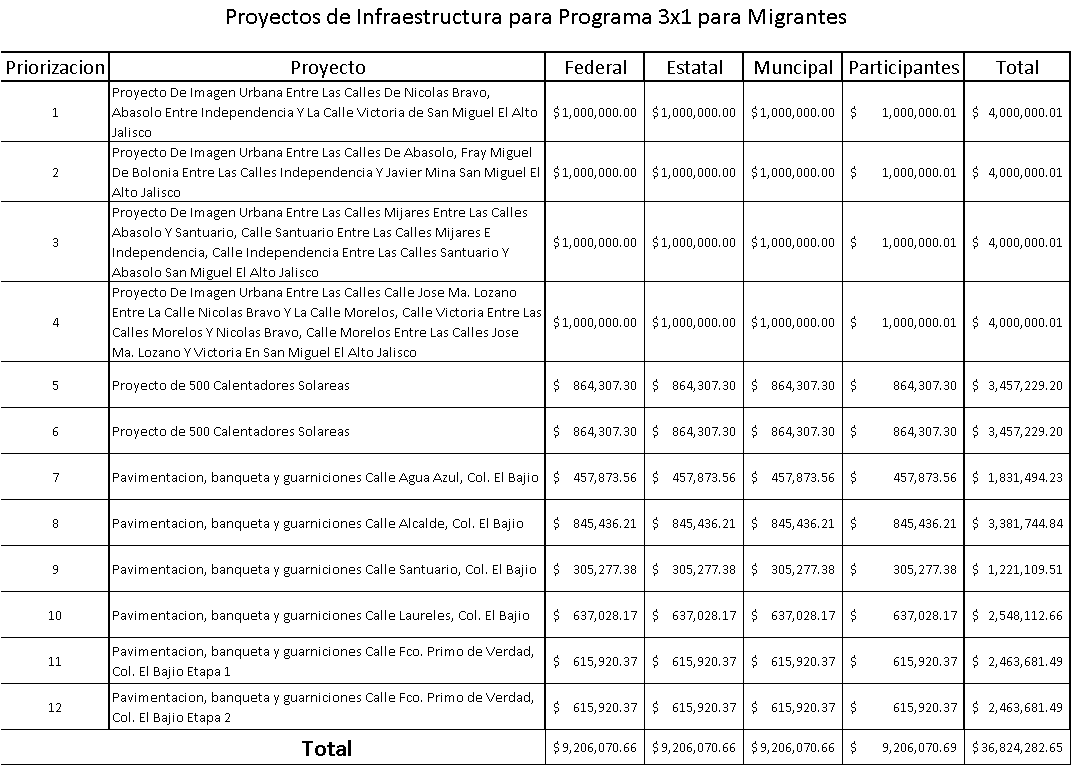 Proyectos de Infraestructura para Programa 3x1 para Migrantes
Priorizacion Proyecto Federal Estatal Muncipal Participantes Total
1 Proyecto De Imagen Urbana Entre Las Calles De Nicolas Bravo,
Abasolo Entre Independencia Y La Calle Victoria de San Miguel El Alto
Jalisco $1,000,000.00 $1,000,000.00 $1,000,000.00 $ 1,000,000.01 $ 4,000,000.01
2 Proyecto De Imagen Urbana Entre Las Calles De Abasolo, Fray Miguel
De Bolonia Entre Las Calles Independencia Y Javier Mina San Miguel El
Alto Jalisco $1,000,000.00 $1,000,000.00 $1,000,000.00 $ 1,000,000.01 $ 4,000,000.01
3 Proyecto De Imagen Urbana Entre Las Calles Mijares Entre Las Calles
Abasolo Y Santuario, Calle Santuario Entre Las Calles Mijares E
Independencia, Calle Independencia Entre Las Calles Santuario Y
Abasolo San Miguel El Alto Jalisco $1,000,000.00 $1,000,000.00 $1,000,000.00 $ 1,000,000.01 $ 4,000,000.01
4 Proyecto De Imagen Urbana Entre Las Calles Calle Jose Ma. Lozano
Entre La Calle Nicolas Bravo Y La Calle Morelos, Calle Victoria Entre Las
Calles Morelos Y Nicolas Bravo, Calle Morelos Entre Las Calles Jose
Ma. Lozano Y Victoria En San Miguel El Alto Jalisco $1,000,000.00 $1,000,000.00 $1,000,000.00 $ 1,000,000.01 $ 4,000,000.01
5 Proyecto de 500 Calentadores Solareas $ 864,307.30 $ 864,307.30 $ 864,307.30 $ 864,307.30 $ 3,457,229.20
6 Proyecto de 500 Calentadores Solareas $ 864,307.30 $ 864,307.30 $ 864,307.30 $ 864,307.30 $ 3,457,229.20
7 Pavimentacion, banqueta y guarniciones Calle Agua Azul, Col. El Bajio $ 457,873.56 $ 457,873.56 $ 457,873.56 $ 457,873.56 $ 1,831,494.23
8 Pavimentacion, banqueta y guarniciones Calle Alcalde, Col. El Bajio $ 845,436.21 $ 845,436.21 $ 845,436.21 $ 845,436.21 $ 3,381,744.84
9 Pavimentacion, banqueta y guarniciones Calle Santuario, Col. El Bajio $ 305,277.38 $ 305,277.38 $ 305,277.38 $ 305,277.38 $ 1,221,109.51
10 Pavimentacion, banqueta y guarniciones Calle Laureles, Col. El Bajio $ 637,028.17 $ 637,028.17 $ 637,028.17 $ 637,028.17 $ 2,548,112.66
11 Pavimentacion, banqueta y guarniciones Calle Fco. Primo de Verdad,
Col. El Bajio Etapa 1 $ 615,920.37 $ 615,920.37 $ 615,920.37 $ 615,920.37 $ 2,463,681.49
12 Pavimentacion, banqueta y guarniciones Calle Fco. Primo de Verdad,
Col. El Bajio Etapa 2 $ 615,920.37 $ 615,920.37 $ 615,920.37 $ 615,920.37 $ 2,463,681.49
Total $9,206,070.66 $9,206,070.66 $9,206,070.66 $ 9,206,070.69 $36,824,282.65